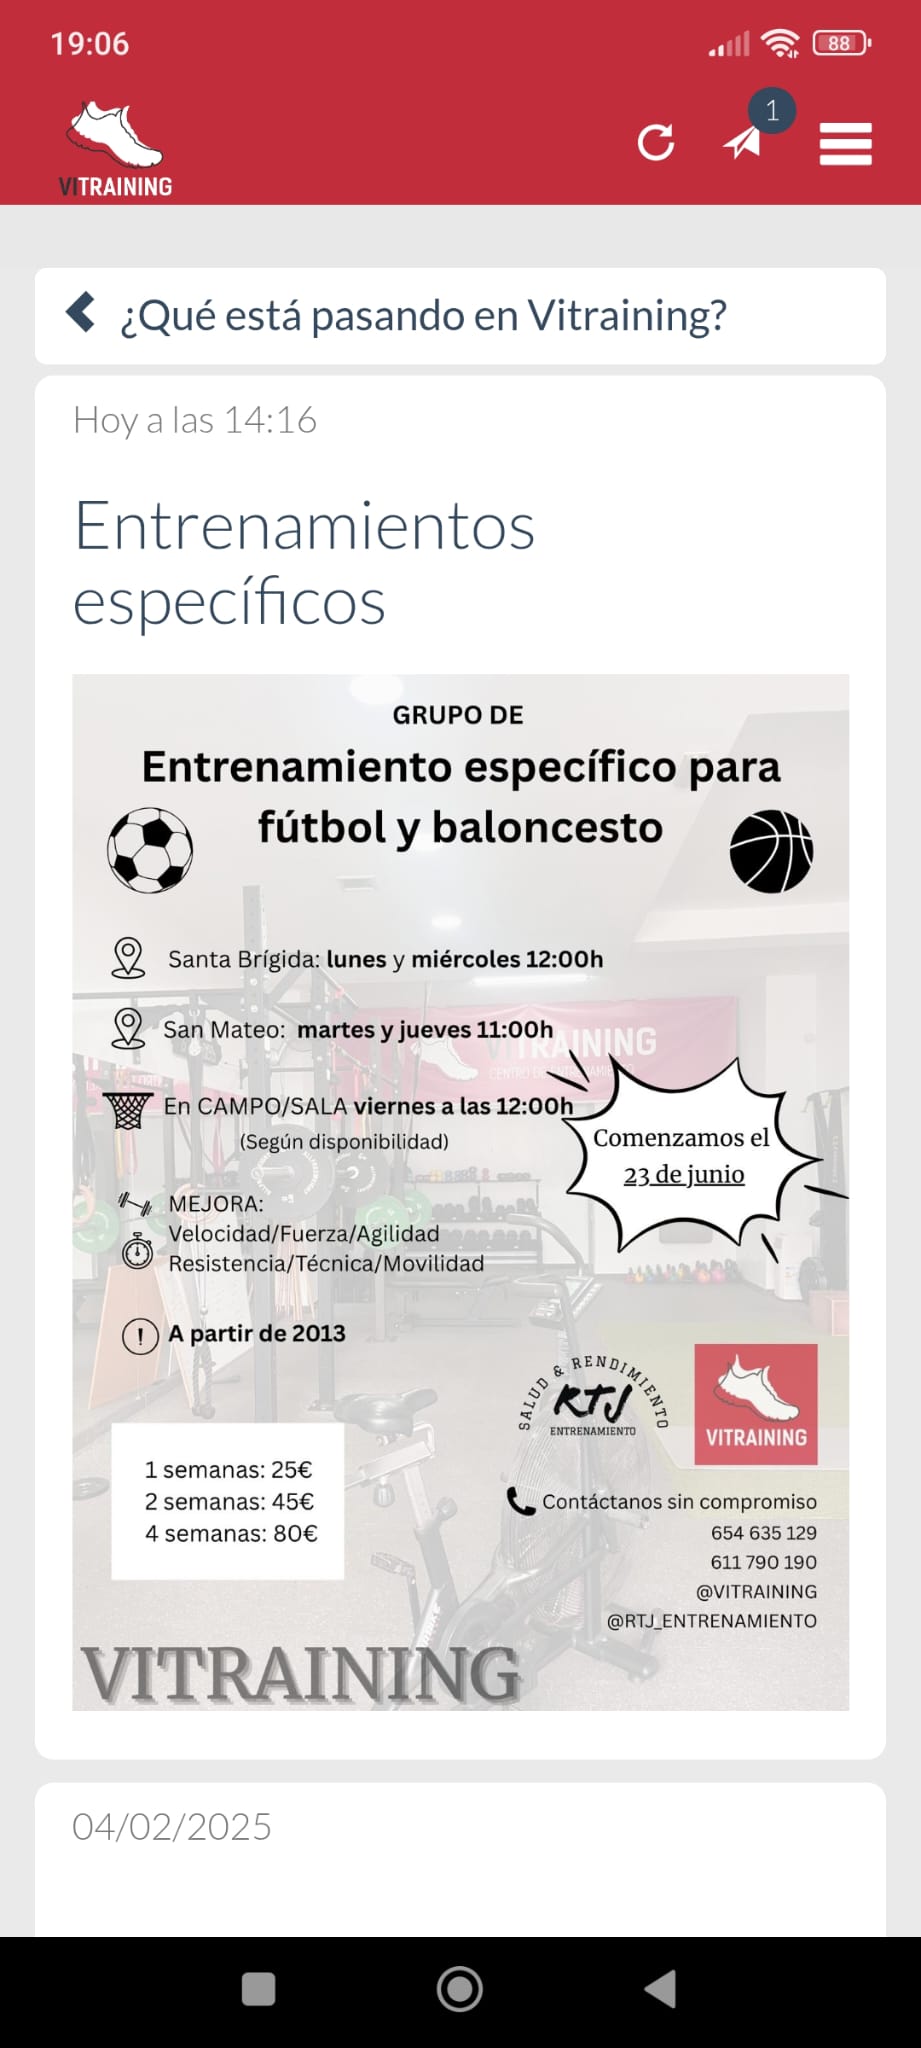 19:06
88
1
VITRAINING
¿Qué está pasando en Vitraining?
Hoy a las 14:16
Entrenamientos
específicos
GRUPO DE
Entrenamiento específico para
fútbol y baloncesto
Santa Brígida: lunes y miércoles 12:00h
San Mateo: martes y jueves 11:00h
VITRAINING
CENTRO DE ENTRENAMIENTO
En CAMPO/SALA viernes a las 12:00h
(Según disponibilidad)
Comenzamos el
23 de junio
MEJORA:
Velocidad/Fuerza/Agilidad
Resistencia/Técnica/Movilidad
! A partir de 2013
SALUD & RENDIMIENTO
RTJ
ENTRENAMIENTO
VITRAINING
1 semanas: 25€
2 semanas: 45€
4 semanas: 80€
Contáctanos sin compromiso
654 635 129
611 790 190
@VITRAINING
@RTJ_ENTRENAMIENTO
VITRAINING
04/02/2025